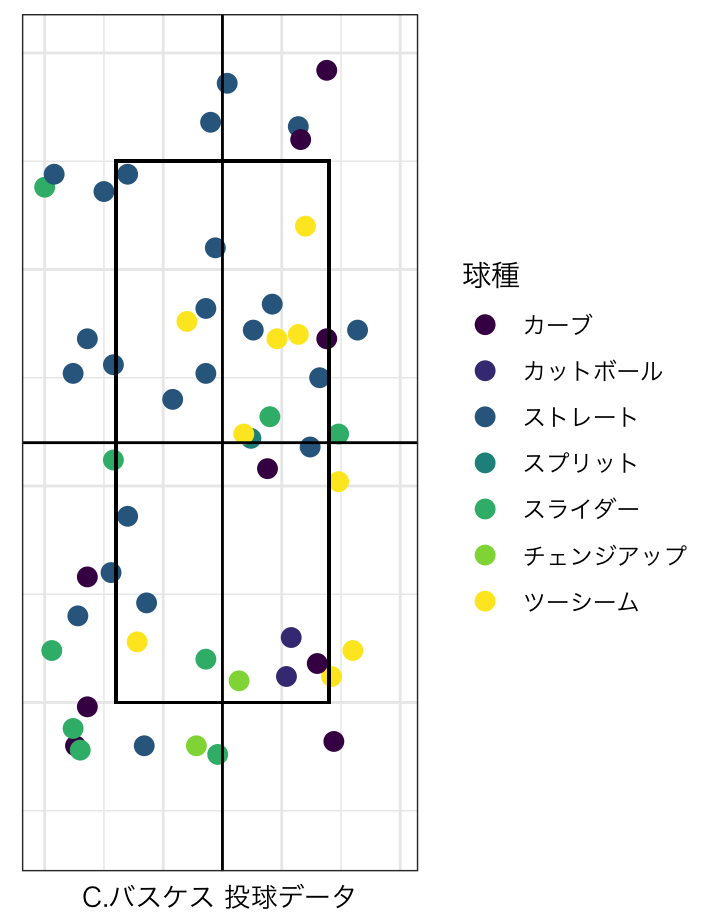 球種
カーブ
カットボール
ストレート
スプリット
スライダー
チェンジアップ
ツーシーム
C.バスケス 投球データ